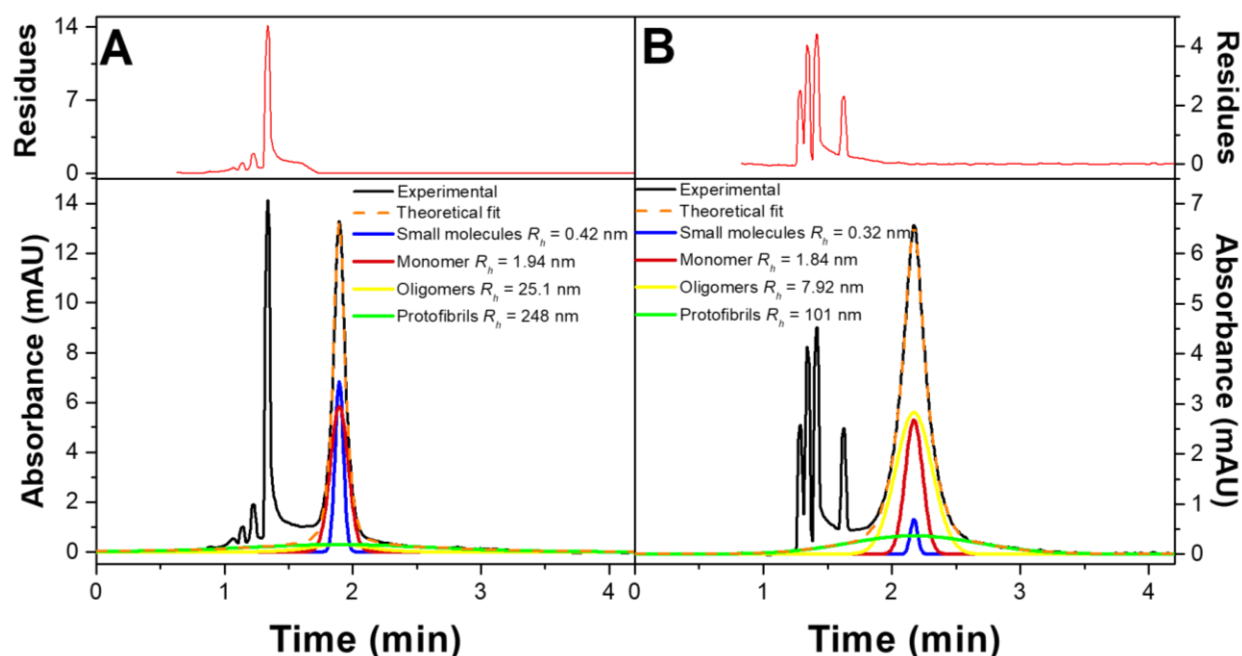 A
B
Residues
14
7
0
4
2
0
Residues
Experimental
Theoretical fit
Small molecules Rh = 0.42 nm
Monomer Rh = 1.94 nm
Oligomers Rh = 25.1 nm
Protofibrils Rh = 248 nm
Experimental
Theoretical fit
Small molecules Rh = 0.32 nm
Monomer Rh = 1.84 nm
Oligomers Rh = 7.92 nm
Protofibrils Rh = 101 nm
Absorbance (mAU)
14
12
10
8
6
4
2
0
7
6
5
4
3
2
1
0
Absorbance (mAU)
0 1 2 3 4
0 1 2 3 4
Time (min)
Time (min)